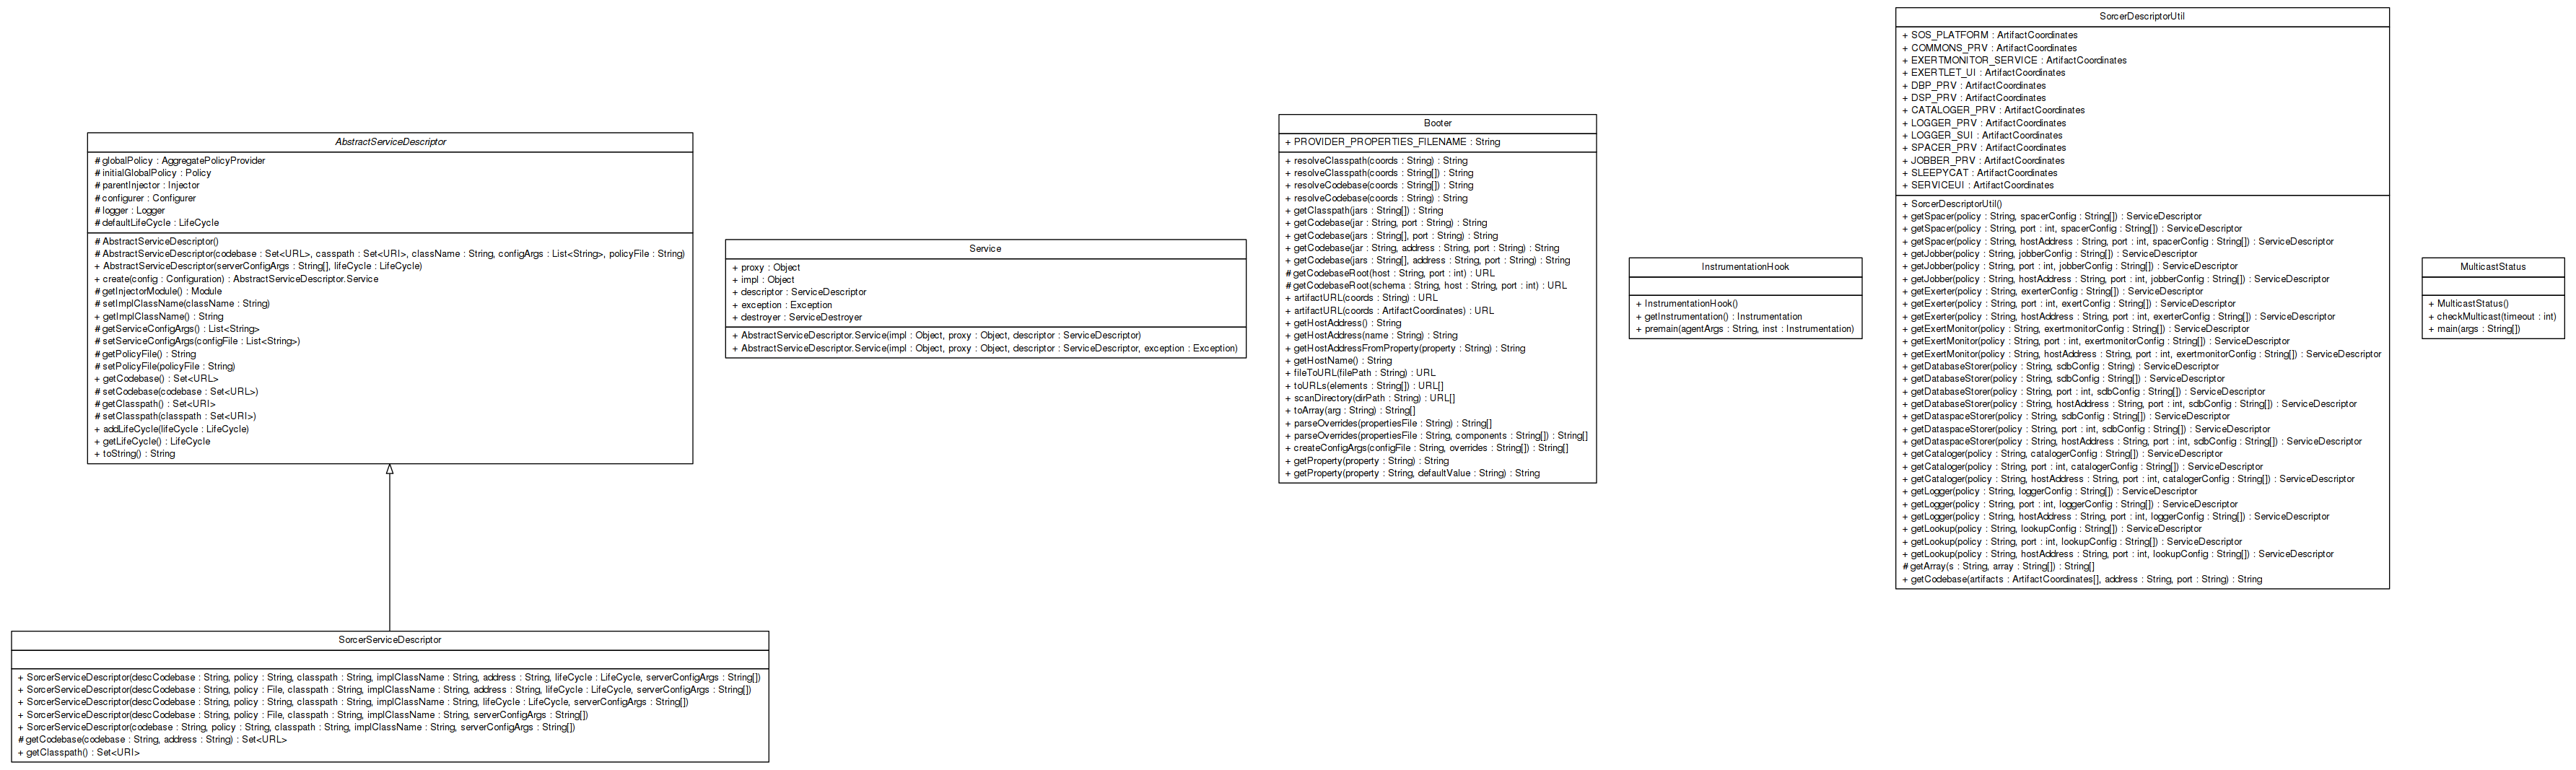 AbstractServiceDescriptor
# globalPolicy : AggregatePolicyProvider
# initialGlobalPolicy : Policy
# parentInjector : Injector
# configurer : Configurer
# logger : Logger
# defaultLifeCycle : LifeCycle
# AbstractServiceDescriptor()
# AbstractServiceDescriptor(codebase : Set<URL>, casspath : Set<URI>, className : String, configArgs : List<String>, policyFile : String)
+ AbstractServiceDescriptor(serverConfigArgs : String[], lifeCycle : LifeCycle)
+ create(config : Configuration) : AbstractServiceDescriptor.Service
# getInjectorModule() : Module
# setImplClassName(className : String)
+ getImplClassName() : String
# getServiceConfigArgs() : List<String>
# setServiceConfigArgs(configFile : List<String>)
# getPolicyFile() : String
# setPolicyFile(policyFile : String)
+ getCodebase() : Set<URL>
# setCodebase(codebase : Set<URL>)
# getClasspath() : Set<URI>
# setClasspath(classpath : Set<URI>)
+ addLifeCycle(lifeCycle : LifeCycle)
+ getLifeCycle() : LifeCycle
+ toString() : String
SorcerServiceDescriptor
+ SorcerServiceDescriptor(descCodebase : String, policy : String, classpath : String, implClassName : String, address : String, lifeCycle : LifeCycle, serverConfigArgs : String[])
+ SorcerServiceDescriptor(descCodebase : String, policy : File, classpath : String, implClassName : String, address : String, lifeCycle : LifeCycle, serverConfigArgs : String[])
+ SorcerServiceDescriptor(descCodebase : String, policy : String, classpath : String, implClassName : String, lifeCycle : LifeCycle, serverConfigArgs : String[])
+ SorcerServiceDescriptor(descCodebase : String, policy : File, classpath : String, implClassName : String, serverConfigArgs : String[])
+ SorcerServiceDescriptor(codebase : String, policy : String, classpath : String, implClassName : String, serverConfigArgs : String[])
# getCodebase(codebase : String, address : String) : Set<URL>
+ getClasspath() : Set<URI>
Service
+ proxy : Object
+ impl : Object
+ descriptor : ServiceDescriptor
+ exception : Exception
+ destroyer : ServiceDestroyer
+ AbstractServiceDescriptor.Service(impl : Object, proxy : Object, descriptor : ServiceDescriptor)
+ AbstractServiceDescriptor.Service(impl : Object, proxy : Object, descriptor : ServiceDescriptor, exception : Exception)
Booter
+ PROVIDER_PROPERTIES_FILENAME : String
+ resolveClasspath(coords : String) : String
+ resolveClasspath(coords : String[]) : String
+ resolveCodebase(coords : String[]) : String
+ resolveCodebase(coords : String) : String
+ getClasspath(jars : String[]) : String
+ getCodebase(jar : String, port : String) : String
+ getCodebase(jars : String[], port : String) : String
+ getCodebase(jar : String, address : String, port : String) : String
+ getCodebase(jars : String[], address : String, port : String) : String
# getCodebaseRoot(host : String, port : int) : URL
# getCodebaseRoot(schema : String, host : String, port : int) : URL
+ artifactURL(coords : String) : URL
+ artifactURL(coords : ArtifactCoordinates) : URL
+ getHostAddress() : String
+ getHostAddress(name : String) : String
+ getHostAddressFromProperty(property : String) : String
+ getHostName() : String
+ fileToURL(filePath : String) : URL
+ toURLs(elements : String[]) : URL[]
+ scanDirectory(dirPath : String) : URL[]
+ toArray(arg : String) : String[]
+ parseOverrides(propertiesFile : String) : String[]
+ parseOverrides(propertiesFile : String, components : String[]) : String[]
+ createConfigArgs(configFile : String, overrides : String[]) : String[]
+ getProperty(property : String) : String
+ getProperty(property : String, defaultValue : String) : String
InstrumentationHook
+ InstrumentationHook()
+ getInstrumentation() : Instrumentation
+ premain(agentArgs : String, inst : Instrumentation)
SorcerDescriptorUtil
+ SOS_PLATFORM : ArtifactCoordinates
+ COMMONS_PRV : ArtifactCoordinates
+ EXERTMONITOR_SERVICE : ArtifactCoordinates
+ EXERTLET_UI : ArtifactCoordinates
+ DBP_PRV : ArtifactCoordinates
+ DSP_PRV : ArtifactCoordinates
+ CATALOGER_PRV : ArtifactCoordinates
+ LOGGER_PRV : ArtifactCoordinates
+ LOGGER_SUI : ArtifactCoordinates
+ SPACER_PRV : ArtifactCoordinates
+ JOBBER_PRV : ArtifactCoordinates
+ SLEEPYCAT : ArtifactCoordinates
+ SERVICEUI : ArtifactCoordinates
+ SorcerDescriptorUtil()
+ getSpacer(policy : String, spacerConfig : String[]) : ServiceDescriptor
+ getSpacer(policy : String, port : int, spacerConfig : String[]) : ServiceDescriptor
+ getSpacer(policy : String, hostAddress : String, port : int, spacerConfig : String[]) : ServiceDescriptor
+ getJobber(policy : String, jobberConfig : String[]) : ServiceDescriptor
+ getJobber(policy : String, port : int, jobberConfig : String[]) : ServiceDescriptor
+ getJobber(policy : String, hostAddress : String, port : int, jobberConfig : String[]) : ServiceDescriptor
+ getExerter(policy : String, exerterConfig : String[]) : ServiceDescriptor
+ getExerter(policy : String, port : int, exertConfig : String[]) : ServiceDescriptor
+ getExerter(policy : String, hostAddress : String, port : int, exerterConfig : String[]) : ServiceDescriptor
+ getExertMonitor(policy : String, exertmonitorConfig : String[]) : ServiceDescriptor
+ getExertMonitor(policy : String, port : int, exertmonitorConfig : String[]) : ServiceDescriptor
+ getExertMonitor(policy : String, hostAddress : String, port : int, exertmonitorConfig : String[]) : ServiceDescriptor
+ getDatabaseStorer(policy : String, sdbConfig : String) : ServiceDescriptor
+ getDatabaseStorer(policy : String, sdbConfig : String[]) : ServiceDescriptor
+ getDatabaseStorer(policy : String, port : int, sdbConfig : String[]) : ServiceDescriptor
+ getDatabaseStorer(policy : String, hostAddress : String, port : int, sdbConfig : String[]) : ServiceDescriptor
+ getDataspaceStorer(policy : String, sdbConfig : String[]) : ServiceDescriptor
+ getDataspaceStorer(policy : String, port : int, sdbConfig : String[]) : ServiceDescriptor
+ getDataspaceStorer(policy : String, hostAddress : String, port : int, sdbConfig : String[]) : ServiceDescriptor
+ getCataloger(policy : String, catalogerConfig : String[]) : ServiceDescriptor
+ getCataloger(policy : String, port : int, catalogerConfig : String[]) : ServiceDescriptor
+ getCataloger(policy : String, hostAddress : String, port : int, catalogerConfig : String[]) : ServiceDescriptor
+ getLogger(policy : String, loggerConfig : String[]) : ServiceDescriptor
+ getLogger(policy : String, port : int, loggerConfig : String[]) : ServiceDescriptor
+ getLogger(policy : String, hostAddress : String, port : int, loggerConfig : String[]) : ServiceDescriptor
+ getLookup(policy : String, lookupConfig : String[]) : ServiceDescriptor
+ getLookup(policy : String, port : int, lookupConfig : String[]) : ServiceDescriptor
+ getLookup(policy : String, hostAddress : String, port : int, lookupConfig : String[]) : ServiceDescriptor
# getArray(s : String, array : String[]) : String[]
+ getCodebase(artifacts : ArtifactCoordinates[], address : String, port : String) : String
MulticastStatus
+ MulticastStatus()
+ checkMulticast(timeout : int)
+ main(args : String[])